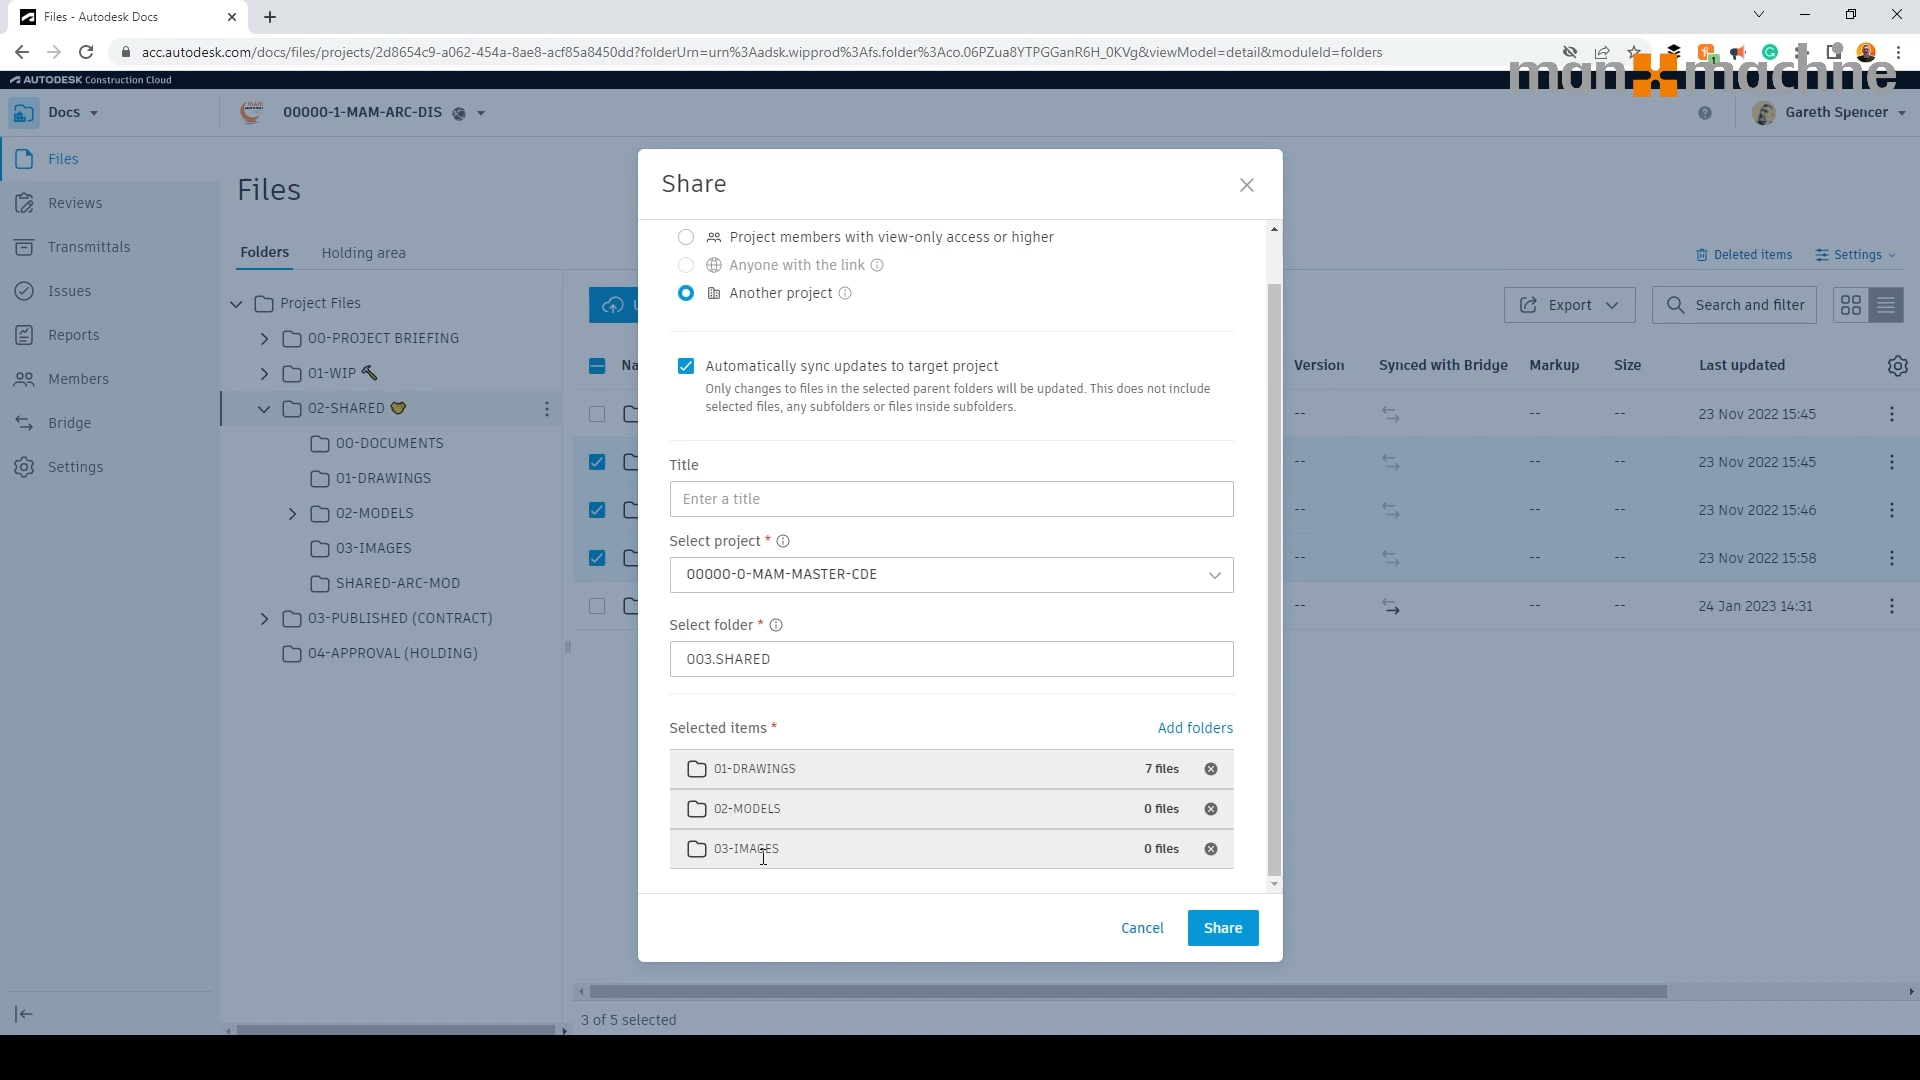 Files - Autodesk Docs
acc.autodesk.com/docs/files/projects/2d8654c9-a062-454a-8ae8-acf85a8450dd?folderUrn=urn%3Aadsk.wipprod%3Afs.folder%3Aco.06PZua8YTPGGanR6H_0KVg&viewModel=detail&moduleId=folders
AUTODESK Construction Cloud
man machine
Docs
00000-1-MAM-ARC-DIS
Gareth Spencer
Files
Reviews
Transmittals
Issues
Reports
Members
Bridge
Settings
Files
Folders
Holding area
Deleted items
Settings
Project Files
00-PROJECT BRIEFING
01-WIP
02-SHARED
00-DOCUMENTS
01-DRAWINGS
02-MODELS
03-IMAGES
SHARED-ARC-MOD
03-PUBLISHED (CONTRACT)
04-APPROVAL (HOLDING)
Export
Search and filter
Version Synced with Bridge Markup Size Last updated
-- -- -- 23 Nov 2022 15:45
-- -- -- 23 Nov 2022 15:45
-- -- -- 23 Nov 2022 15:46
-- -- -- 23 Nov 2022 15:58
-- -- -- 24 Jan 2023 14:31
3 of 5 selected
Share
Project members with view-only access or higher
Anyone with the link
Another project
Automatically sync updates to target project
Only changes to files in the selected parent folders will be updated. This does not include
selected files, any subfolders or files inside subfolders.
Title
Enter a title
Select project *
00000-0-MAM-MASTER-CDE
Select folder *
003.SHARED
Selected items *
Add folders
01-DRAWINGS 7 files
02-MODELS 0 files
03-IMAGES 0 files
Cancel
Share